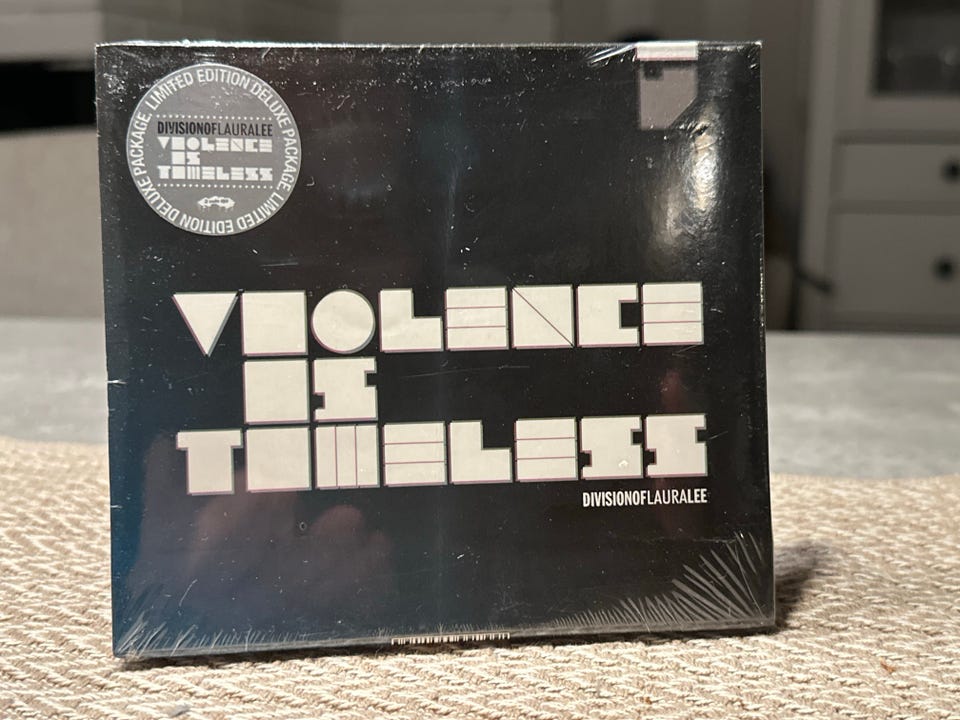 LIMITED EDITION DELUXE PACKAGE. LIMITED EDITION DELUXE PACKAGE.
DIVISIONOFLAURALEE
VIOLENCE
IS
TIMELESS
VIOLENCE
IS
TIMELESS
DIVISIONOFLAURALEE